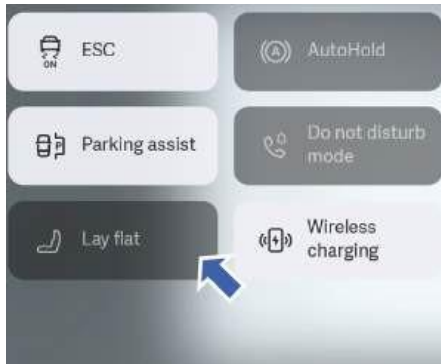 ON
ESC
(A)
AutoHold
P
Parking assist
Do not disturb
mode
Lay flat
Wireless
charging